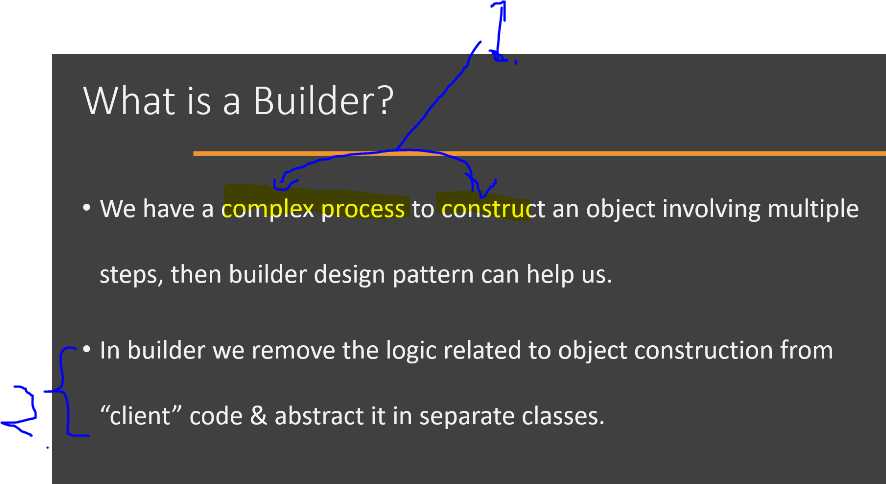 1.
What is a Builder?
• We have a complex process to construct an object involving multiple
steps, then builder design pattern can help us.
• In builder we remove the logic related to object construction from
“client” code & abstract it in separate classes.
2.